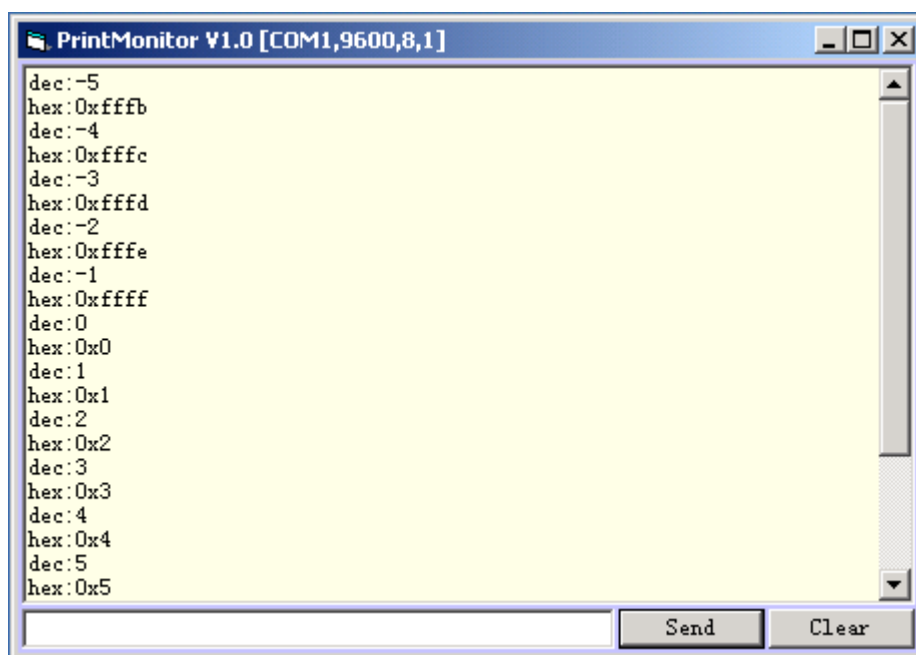 PrintMonitor V1.0 [COM1,9600,8,1]
dec:-5
hex:0xfffb
dec:-4
hex:0xfffc
dec:-3
hex:0xfffd
dec:-2
hex:0xfffe
dec:-1
hex:0xffff
dec:0
hex:0x0
dec:1
hex:0x1
dec:2
hex:0x2
dec:3
hex:0x3
dec:4
hex:0x4
dec:5
hex:0x5
Send Clear